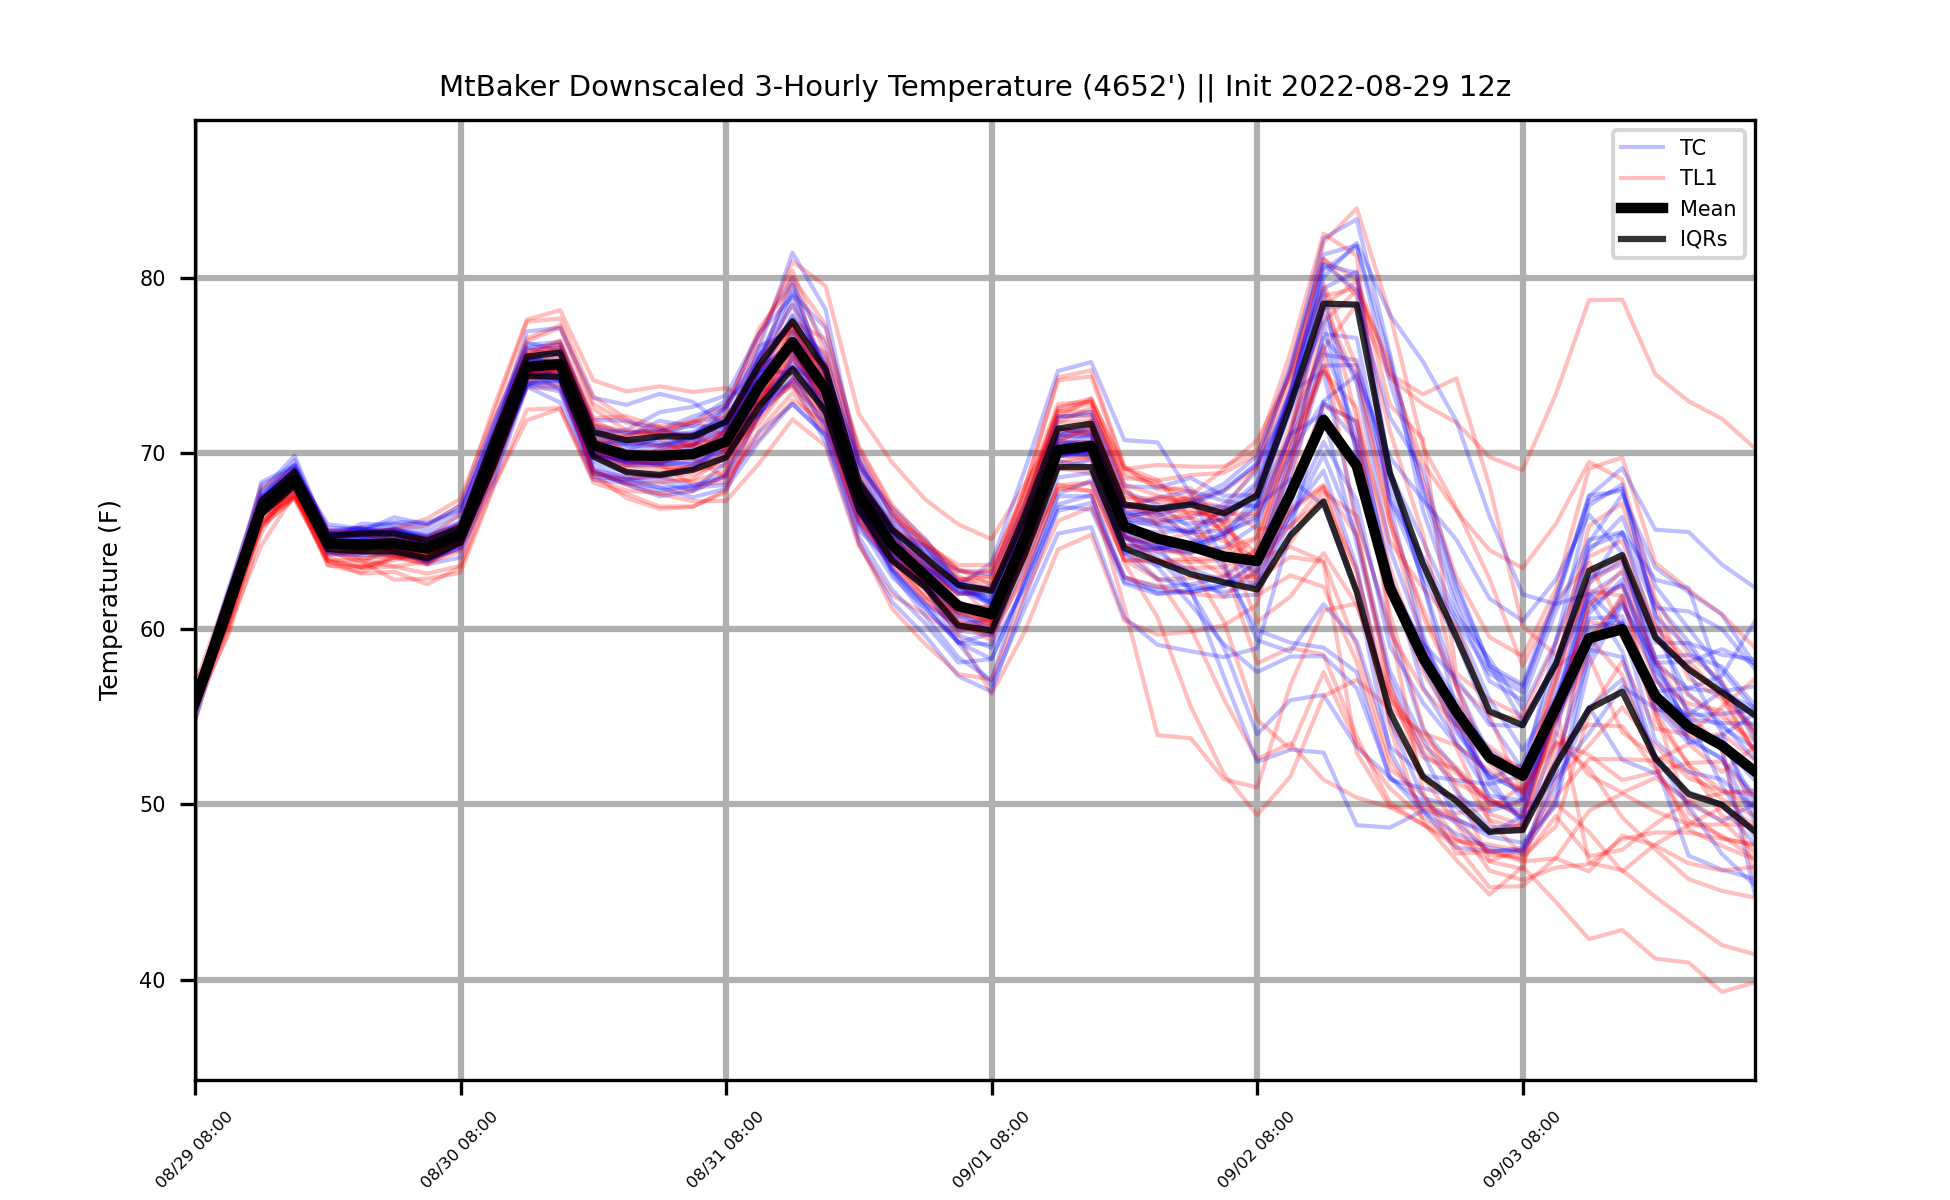 MtBaker Downscaled 3-Hourly Temperature (4652') || Init 2022-08-29 12z
TC
TL1
Mean
IQRs
Temperature (F)
80
70
60
50
40
08/29 08:00
08/30 08:00
08/31 08:00
09/01 08:00
09/02 08:00
09/03 08:00